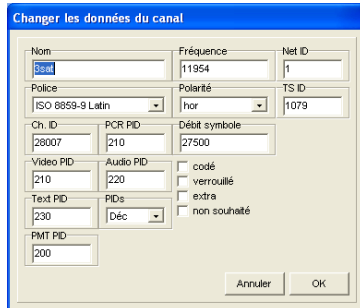 Changer les données du canal
Nom Fréquence Net ID
3sat 11954 1
Police Polarité TS ID
ISO 8859-9 Latin hor 1079
Ch. ID PCR PID Débit symbole
28007 210 27500
Video PID Audio PID codé
210 220 verrouillé
Text PID PIDs extra
230 Déc non souhaité
PMT PID
200
Annuler OK